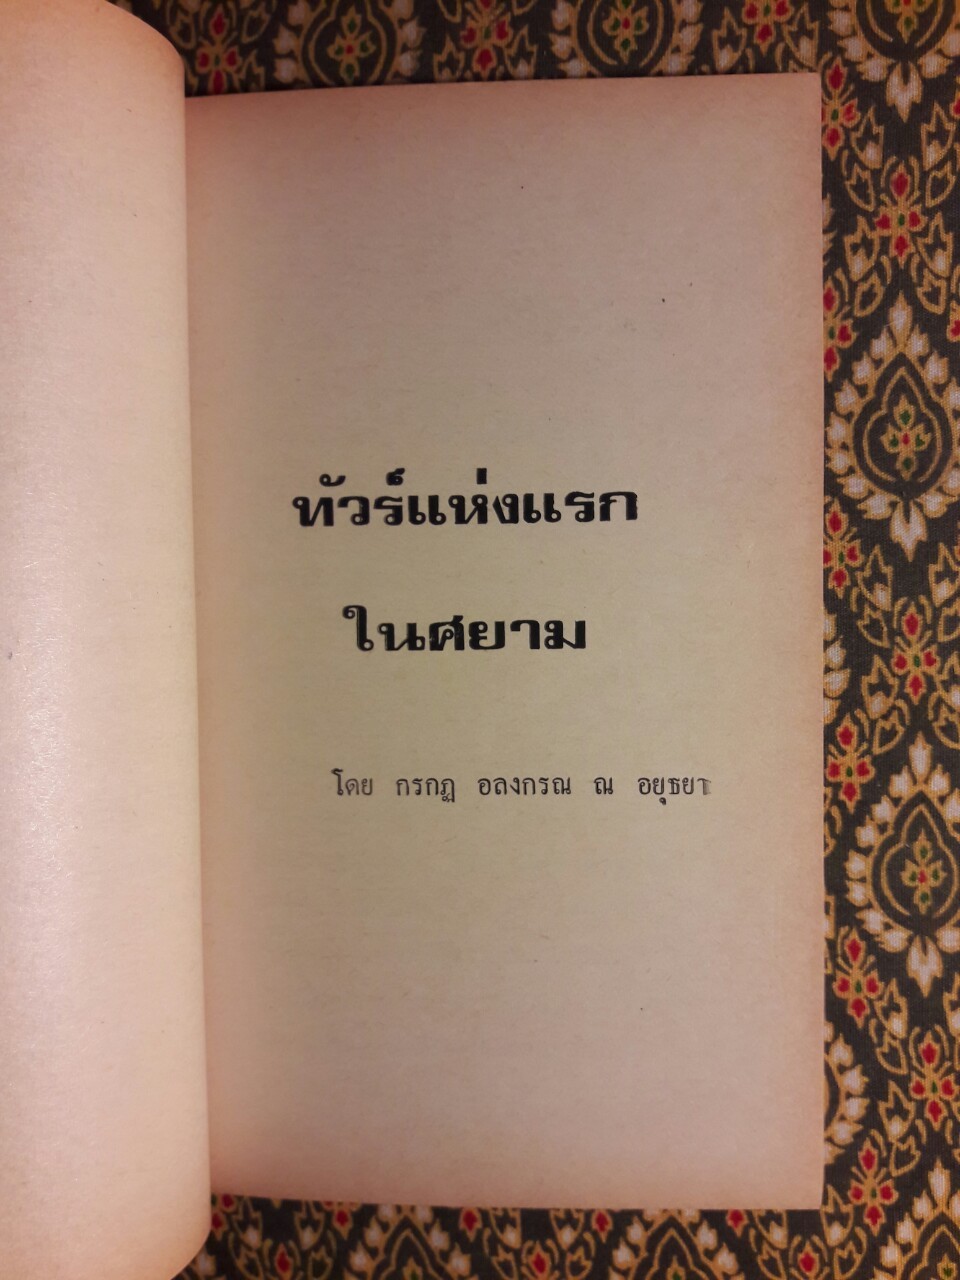 ทัวร์แห่งแรก
ในศยาม
โดย กรกฎ อลงกรณ ณ อยุธยา